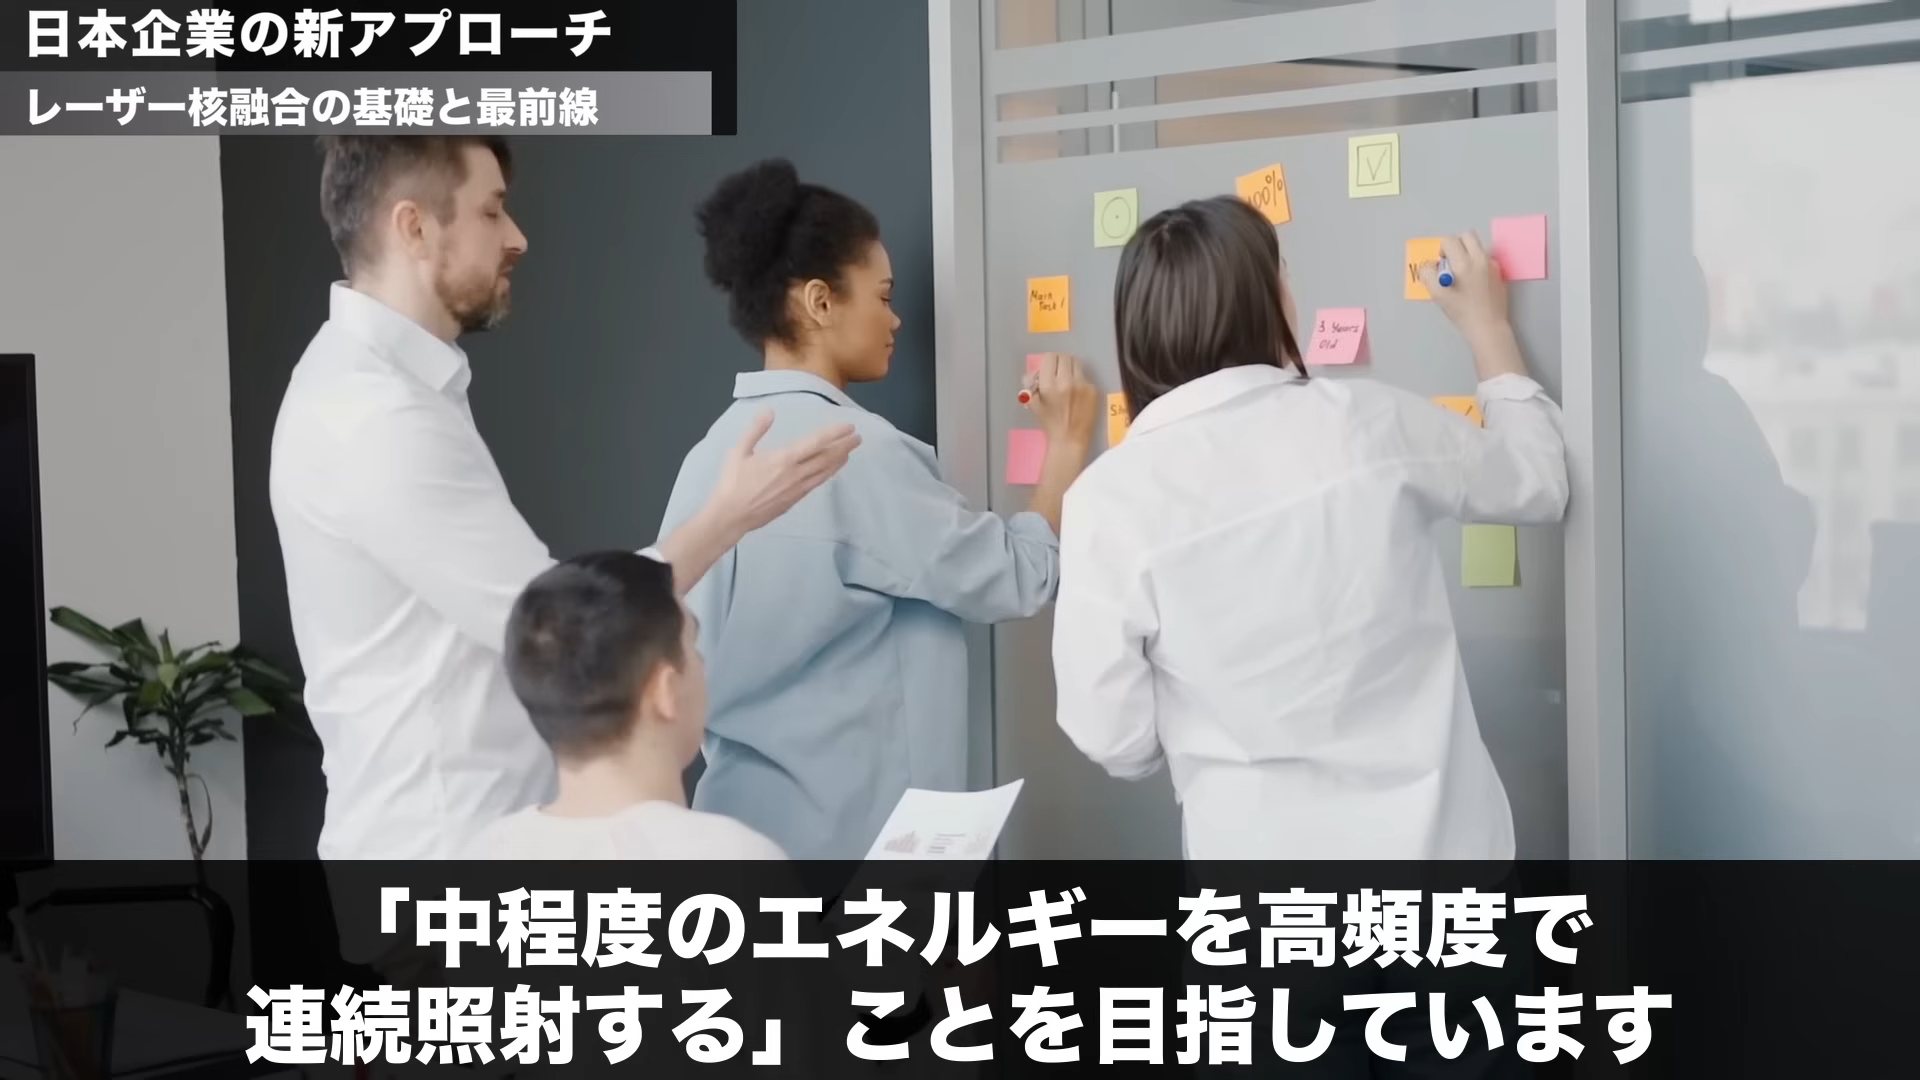 日本企業の新アプローチ
レーザー核融合の基礎と最前線
100%
Main
Task!
3 Years
Old
「中程度のエネルギーを高頻度で
連続照射する」ことを目指しています